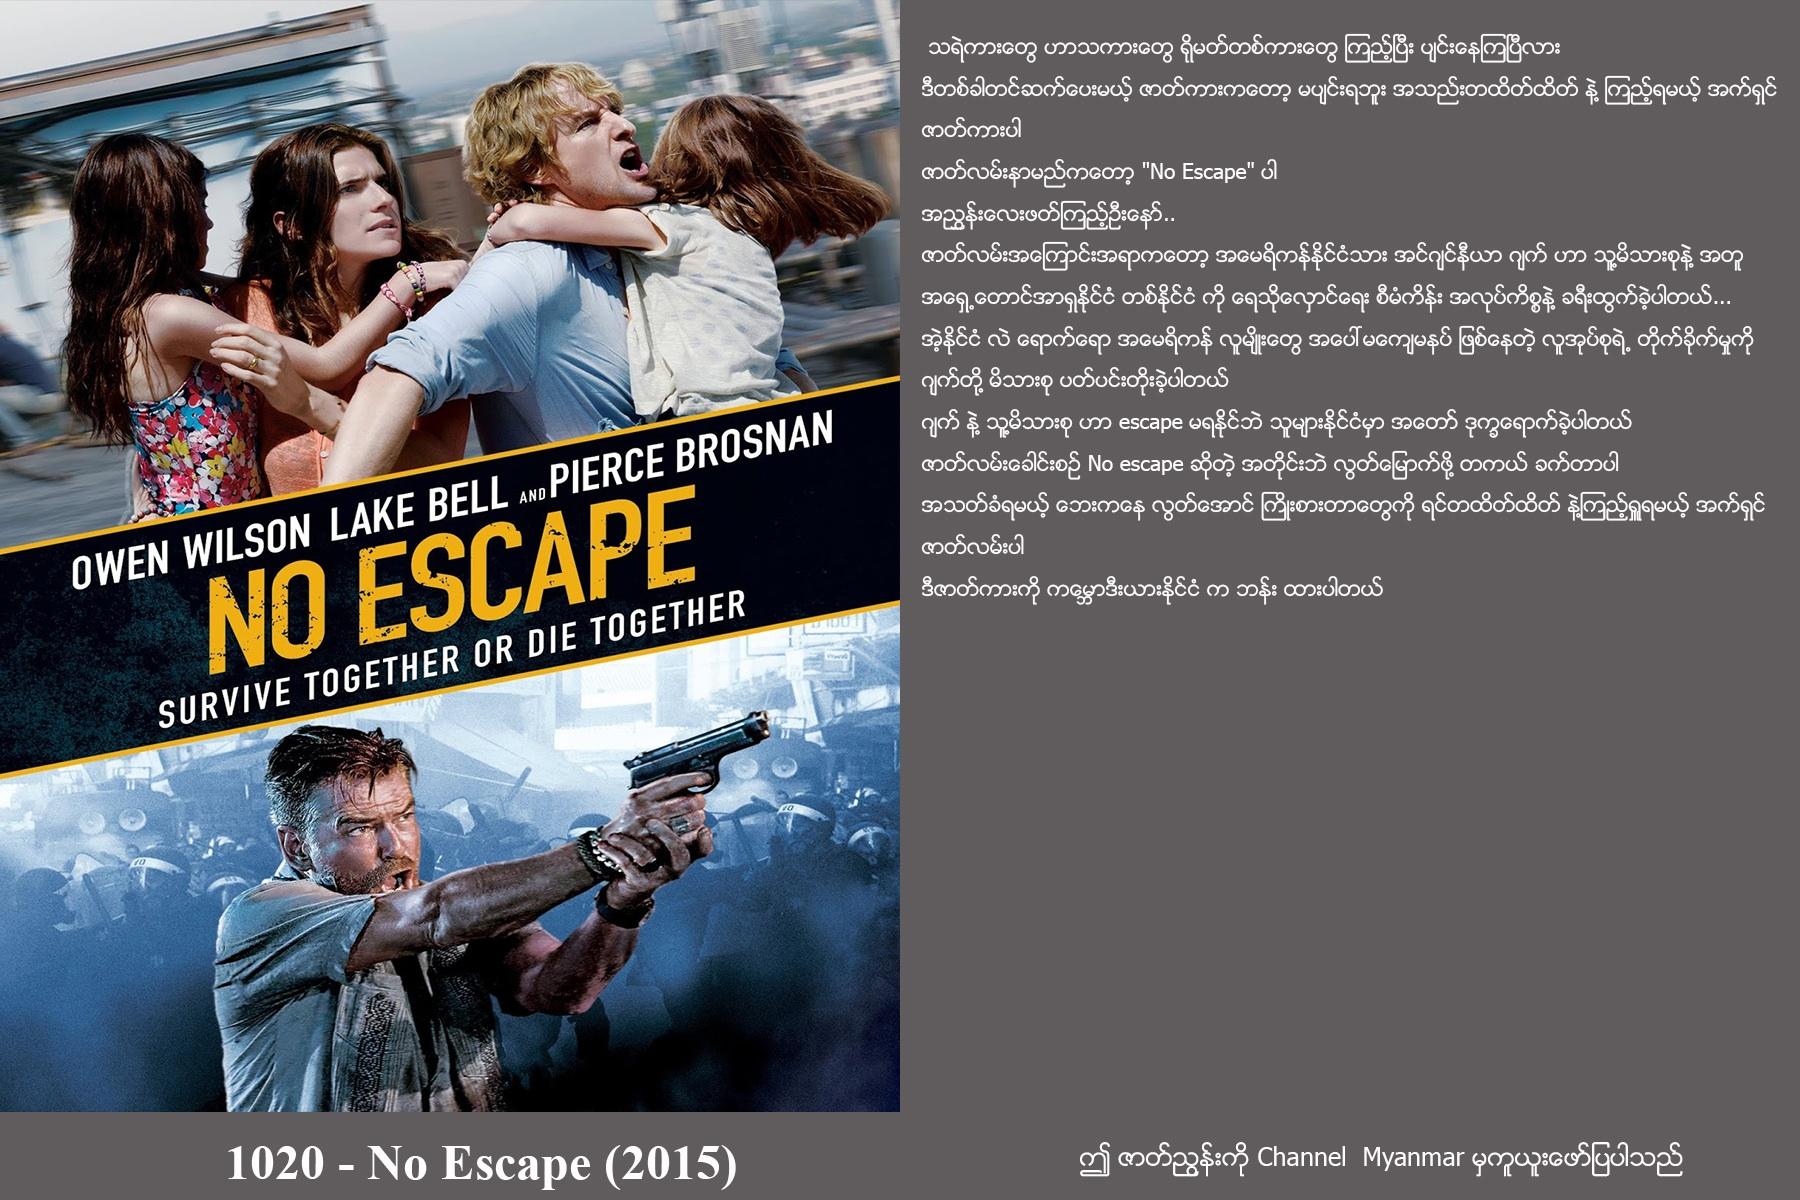 OWEN WILSON LAKE BELL AND PIERCE BROSNAN
NO ESCAPE
SURVIVE TOGETHER OR DIE TOGETHER
1020 - No Escape (2015)
သရဲကားတွေ ဟာသကားတွေ ရိုမတ်တစ်ကားတွေ ကြည့်ပြီး ပျင်းနေကြပြီလား
ဒီတစ်ခါတင်ဆက်ပေးမယ့် ဇာတ်ကားကတော့ မပျင်းရဘူး အသည်းတထိတ်ထိတ် နဲ့ ကြည့်ရမယ့် အက်ရှင်
ဇာတ်ကားပါ
ဇာတ်လမ်းနာမည်ကတော့ "No Escape" ပါ
အညွှန်းလေးဖတ်ကြည့်ဦးနော်..
ဇာတ်လမ်းအကြောင်းအရာကတော့ အမေရိကန်နိုင်ငံသား အင်ဂျင်နီယာ ဂျက် ဟာ သူ့မိသားစုနဲ့ အတူ
အရှေ့တောင်အာရှနိုင်ငံ တစ်နိုင်ငံ ကို ရေသိုလှောင်ရေး စီမံကိန်း အလုပ်ကိစ္စနဲ့ ခရီးထွက်ခဲ့ပါတယ်...
အဲ့နိုင်ငံ လဲ ရောက်ရော အမေရိကန် လူမျိုးတွေ အပေါ် မကျေမနပ် ဖြစ်နေတဲ့ လူအုပ်စုရဲ့ တိုက်ခိုက်မှုကို
ဂျက်တို့ မိသားစု ပတ်ပင်းတိုးခဲ့ပါတယ်
ဂျက် နဲ့ သူ့မိသားစု ဟာ escape မရနိုင်ဘဲ သူများနိုင်ငံမှာ အတော် ဒုက္ခရောက်ခဲ့ပါတယ်
ဇာတ်လမ်းခေါင်းစဉ် No escape ဆိုတဲ့ အတိုင်းဘဲ လွတ်မြောက်ဖို့ တကယ် ခက်တာပါ
အသတ်ခံရမယ့် ဘေးကနေ လွတ်အောင် ကြိုးစားတာတွေကို ရင်တထိတ်ထိတ် နဲ့ကြည့်ရှူရမယ့် အက်ရှင်
ဇာတ်လမ်းပါ
ဒီဇာတ်ကားကို ကမ္ဘောဒီးယားနိုင်ငံ က ဘန်း ထားပါတယ်
ဤ ဇာတ်ညွှန်းကို Channel Myanmar မှကူယူးဖော်ပြပါသည်